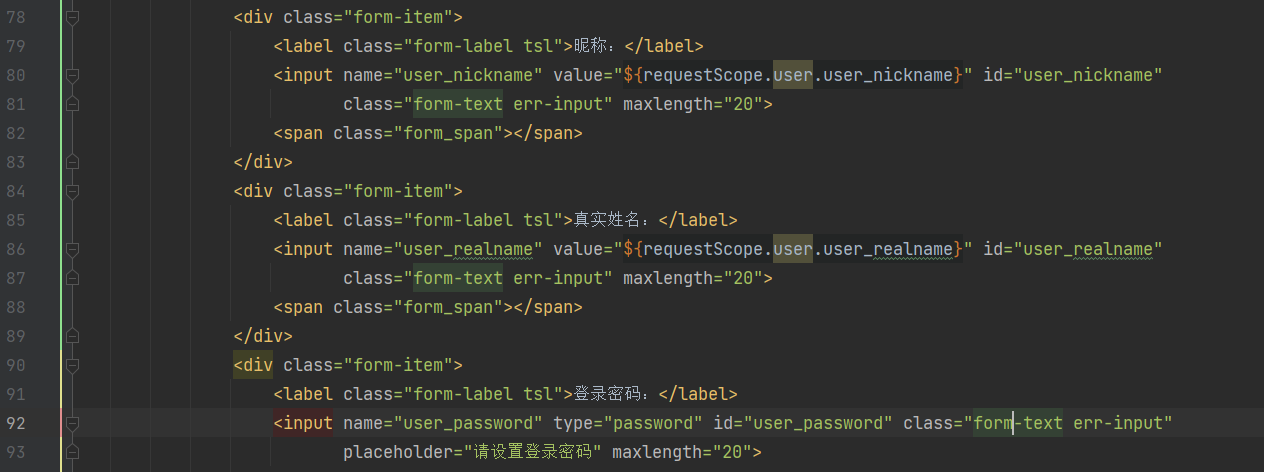 78 <div class="form-item">
79 <label class="form-label tsl">昵称：</label>
80 <input name="user_nickname" value="${requestScope.user.user_nickname}" id="user_nickname"
81 class="form-text err-input" maxlength="20">
82 <span class="form_span"></span>
83 </div>
84 <div class="form-item">
85 <label class="form-label tsl">真实姓名：</label>
86 <input name="user_realname" value="${requestScope.user.user_realname}" id="user_realname"
87 class="form-text err-input" maxlength="20">
88 <span class="form_span"></span>
89 </div>
90 <div class="form-item">
91 <label class="form-label tsl">登录密码：</label>
92 <input name="user_password" type="password" id="user_password" class="form-text err-input"
93 placeholder="请设置登录密码" maxlength="20">